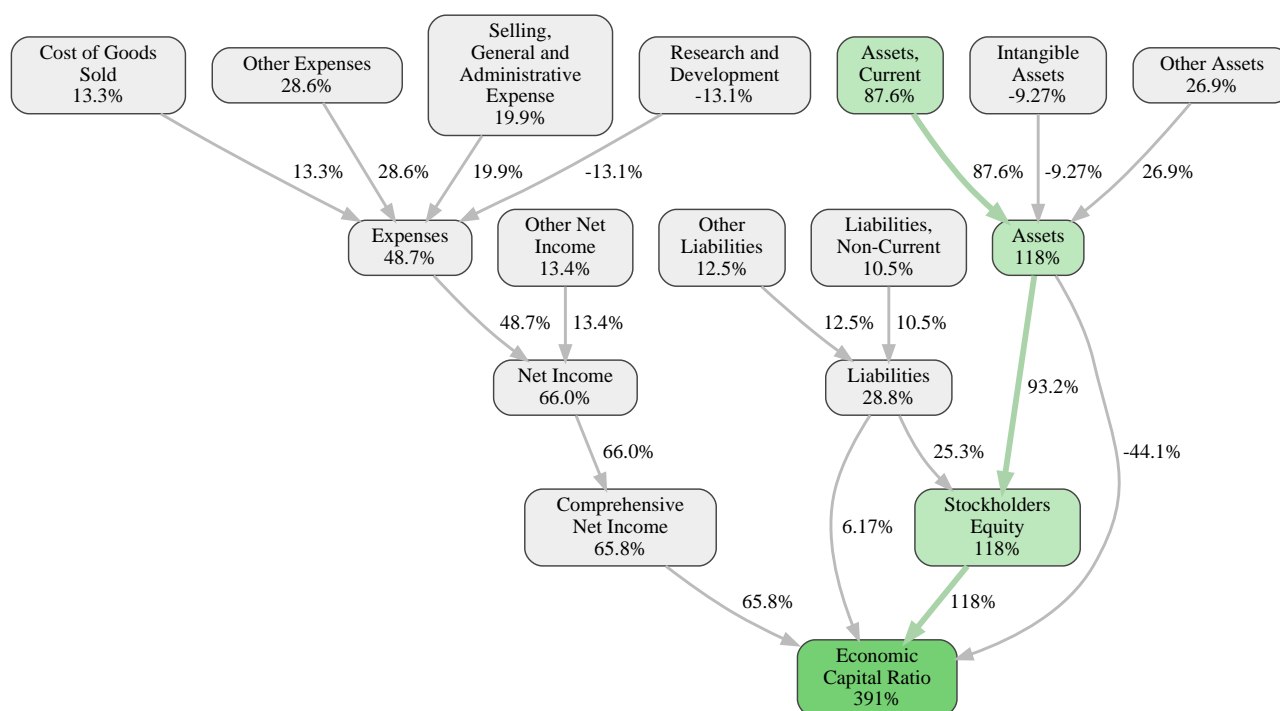 Cost of Goods
Sold
13.3%
Other Expenses
28.6%
Selling,
General and
Administrative
Expense
19.9%
Research and
Development
-13.1%
Assets,
Current
87.6%
Intangible
Assets
-9.27%
Other Assets
26.9%
13.3%
28.6%
19.9%
-13.1%
87.6%
-9.27%
26.9%
Expenses
48.7%
Other Net
Income
13.4%
Other
Liabilities
12.5%
Liabilities,
Non-Current
10.5%
Assets
118%
48.7%
13.4%
12.5%
10.5%
Net Income
66.0%
Liabilities
28.8%
93.2%
66.0%
25.3%
-44.1%
Comprehensive
Net Income
65.8%
6.17%
Stockholders
Equity
118%
65.8%
118%
Economic
Capital Ratio
391%